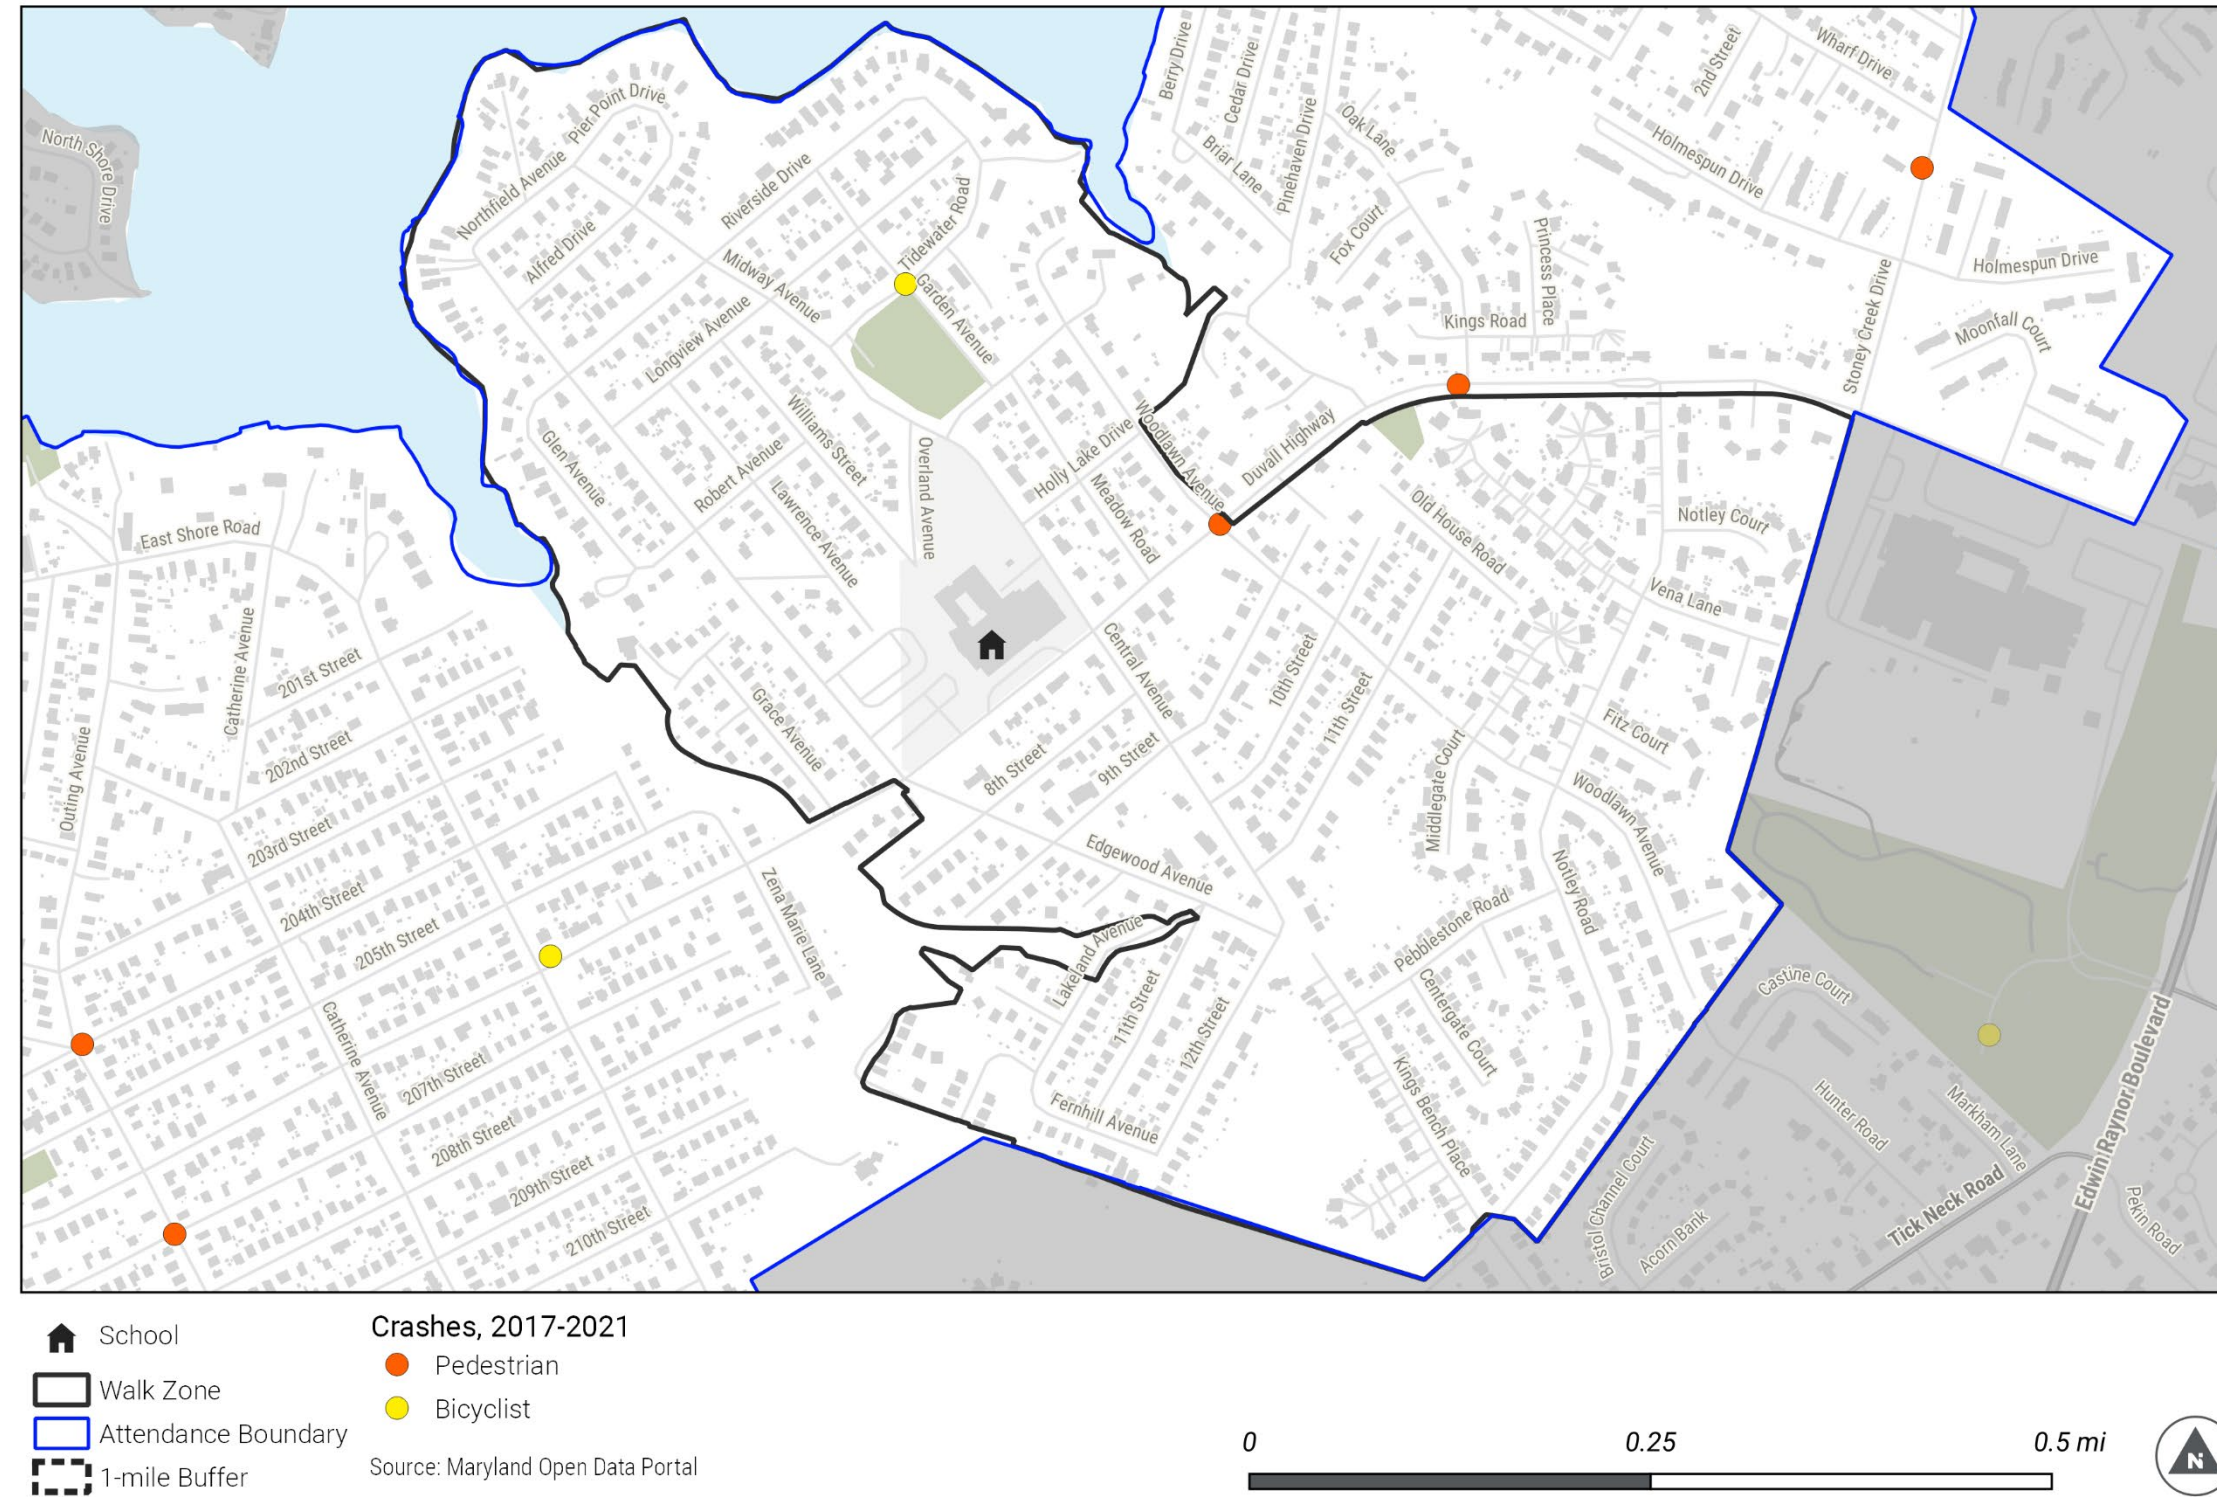 North Shore Drive
Pier Point Drive
Northfield Avenue
Alfred Drive
Riverside Drive
Tidewater Road
Midway Avenue
Garden Avenue
Longview Avenue
Berry Drive
Cedar Drive
Briar Lane
Pinehaven Drive
Oak Lane
Fox Court
Princess Place
Kings Road
2nd Street
Wharf Drive
Holmespun Drive
Holmespun Drive
Stoney Creek Drive
Moonfall Court
Glen Avenue
Robert Avenue
Williams Street
Lawrence Avenue
Overland Avenue
Holly Lake Drive
Meadow Road
Woodlawn Avenue
Duvall Highway
Old House Road
Notley Court
Vena Lane
East Shore Road
Catherine Avenue
201st Street
202nd Street
Outing Avenue
203rd Street
204th Street
205th Street
Grace Avenue
Central Avenue
10th Street
11th Street
8th Street
9th Street
Fitz Court
Middlegate Court
Woodlawn Avenue
Edgewood Avenue
Zena Marie Lane
Notley Road
Pebblestone Road
Lakeland Avenue
11th Street
12th Street
Centergate Court
Castine Court
Catherine Avenue
207th Street
208th Street
209th Street
210th Street
Fernhill Avenue
Kings Bench Place
Hunter Road
Markham Lane
Edwin Raynor Boulevard
Bristol Channel Court
Acorn Bank
Tick Neck Road
Pekin Road
School
Walk Zone
Attendance Boundary
1-mile Buffer
Crashes, 2017-2021
Pedestrian
Bicyclist
Source: Maryland Open Data Portal
0 0.25 0.5 mi
N